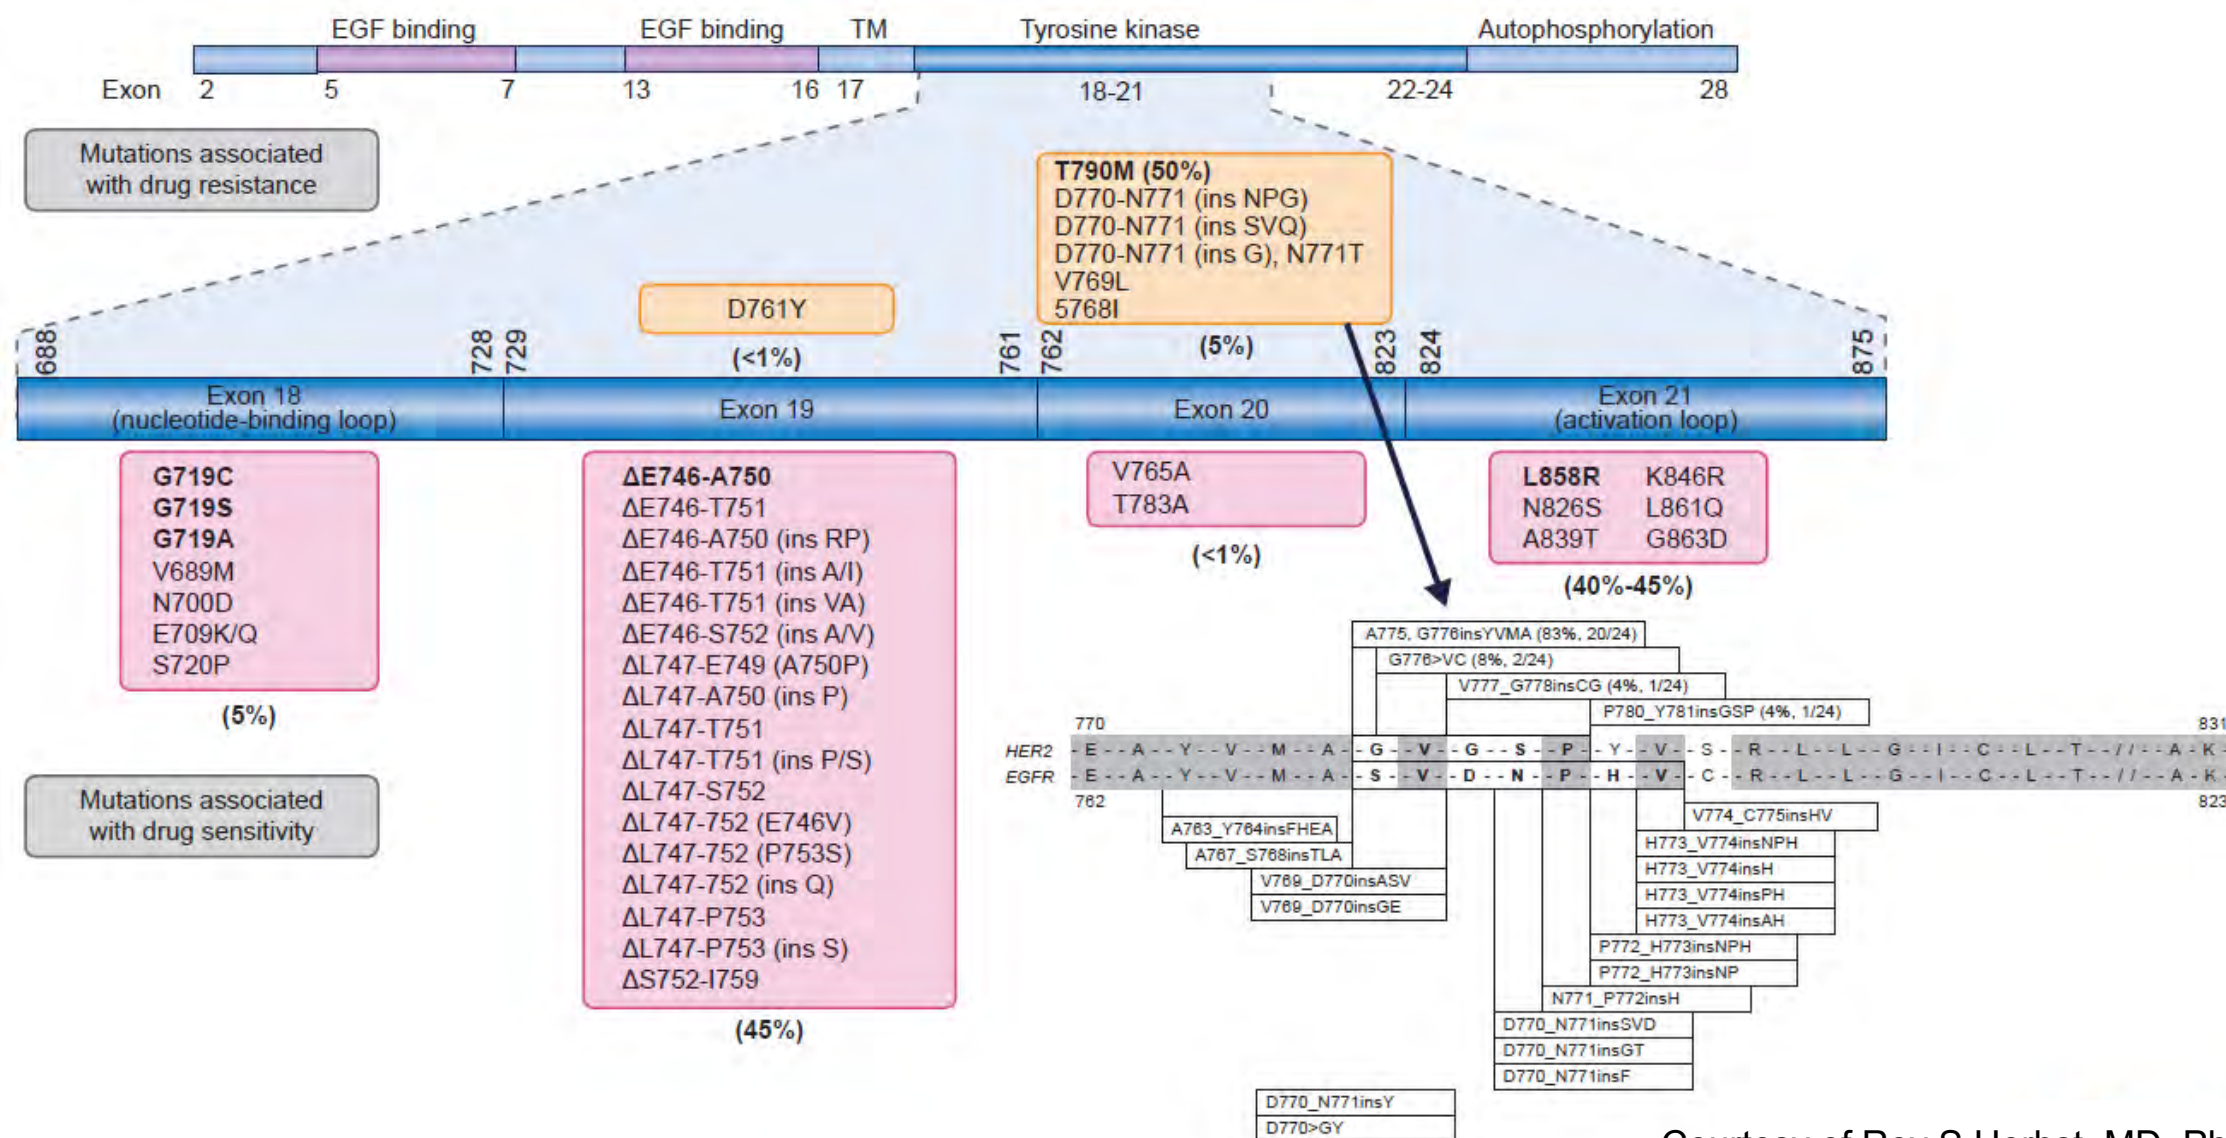 EGF binding EGF binding TM Tyrosine kinase Autophosphorylation
Exon 2 5 7 13 16 17 18-21 22-24 28
Mutations associated
with drug resistance
T790M (50%)
D770-N771 (ins NPG)
D770-N771 (ins SVQ)
D770-N771 (ins G), N771T
V769L
5768I
(5%)
D761Y
(<1%)
688 728 729 761 762 823 824 875
Exon 18
(nucleotide-binding loop)
Exon 19
Exon 20
Exon 21
(activation loop)
G719C
G719S
G719A
V689M
N700D
E709K/Q
S720P
(5%)
Mutations associated
with drug sensitivity
ΔE746-A750
ΔE746-T751
ΔE746-A750 (ins RP)
ΔE746-T751 (ins A/I)
ΔE746-T751 (ins VA)
ΔE746-S752 (ins A/V)
ΔL747-E749 (A750P)
ΔL747-A750 (ins P)
ΔL747-T751
ΔL747-T751 (ins P/S)
ΔL747-S752
ΔL747-752 (E746V)
ΔL747-752 (P753S)
ΔL747-752 (ins Q)
ΔL747-P753
ΔL747-P753 (ins S)
ΔS752-I759
(45%)
V765A
T783A
(<1%)
L858R K846R
N826S L861Q
A839T G863D
(40%-45%)
A775, G776insYVMA (83%, 20/24)
G776>VC (8%, 2/24)
V777_G778insCG (4%, 1/24)
P780_Y781insGSP (4%, 1/24)
770 831
HER2 -E--A--Y--V--M--A--G--V--G--S--P--Y--V--S--R--L--L--G--I--C--L--T--//--A-K-
EGFR -E--A--Y--V--M--A--S--V--D--N--P--H--V--C--R--L--L--G--I--C--L--T--//--A-K-
762 823
A763_Y764insFHEA
A767_S768insTLA
V769_D770insASV
V769_D770insGE
V774_C775insHV
H773_V774insNPH
H773_V774insH
H773_V774insPH
H773_V774insAH
P772_H773insNPH
P772_H773insNP
N771_P772insH
D770_N771insSVD
D770_N771insGT
D770_N771insF
D770_N771insY
D770>GY
Courtesy of Roy S Herbst, MD, Ph